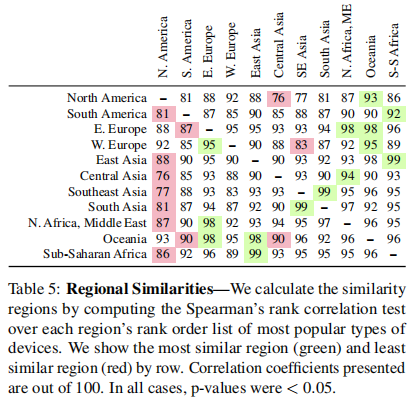 N. America
S. America
E. Europe
W. Europe
East Asia
Central Asia
SE Asia
South Asia
N. Africa,ME
Oceania
S-S Africa
North America – 81 88 92 88 76 77 81 87 93 86
South America 81 – 87 85 90 85 88 87 90 90 92
E. Europe 88 87 – 95 95 93 93 94 98 98 96
W. Europe 92 85 95 – 90 88 83 87 92 95 89
East Asia 88 90 95 90 – 90 93 92 93 98 99
Central Asia 76 85 93 88 90 – 93 90 94 90 93
Southeast Asia 77 88 93 83 93 93 – 99 95 96 95
South Asia 81 87 94 87 92 90 99 – 97 92 95
N. Africa, Middle East 87 90 98 92 93 94 95 97 – 96 95
Oceania 93 90 98 95 98 90 96 92 96 – 96
Sub-Saharan Africa 86 92 96 89 99 93 95 95 95 96 –
Table 5: Regional Similarities—We calculate the similarity
regions by computing the Spearman's rank correlation test
over each region's rank order list of most popular types of
devices. We show the most similar region (green) and least
similar region (red) by row. Correlation coefficients presented
are out of 100. In all cases, p-values were < 0.05.